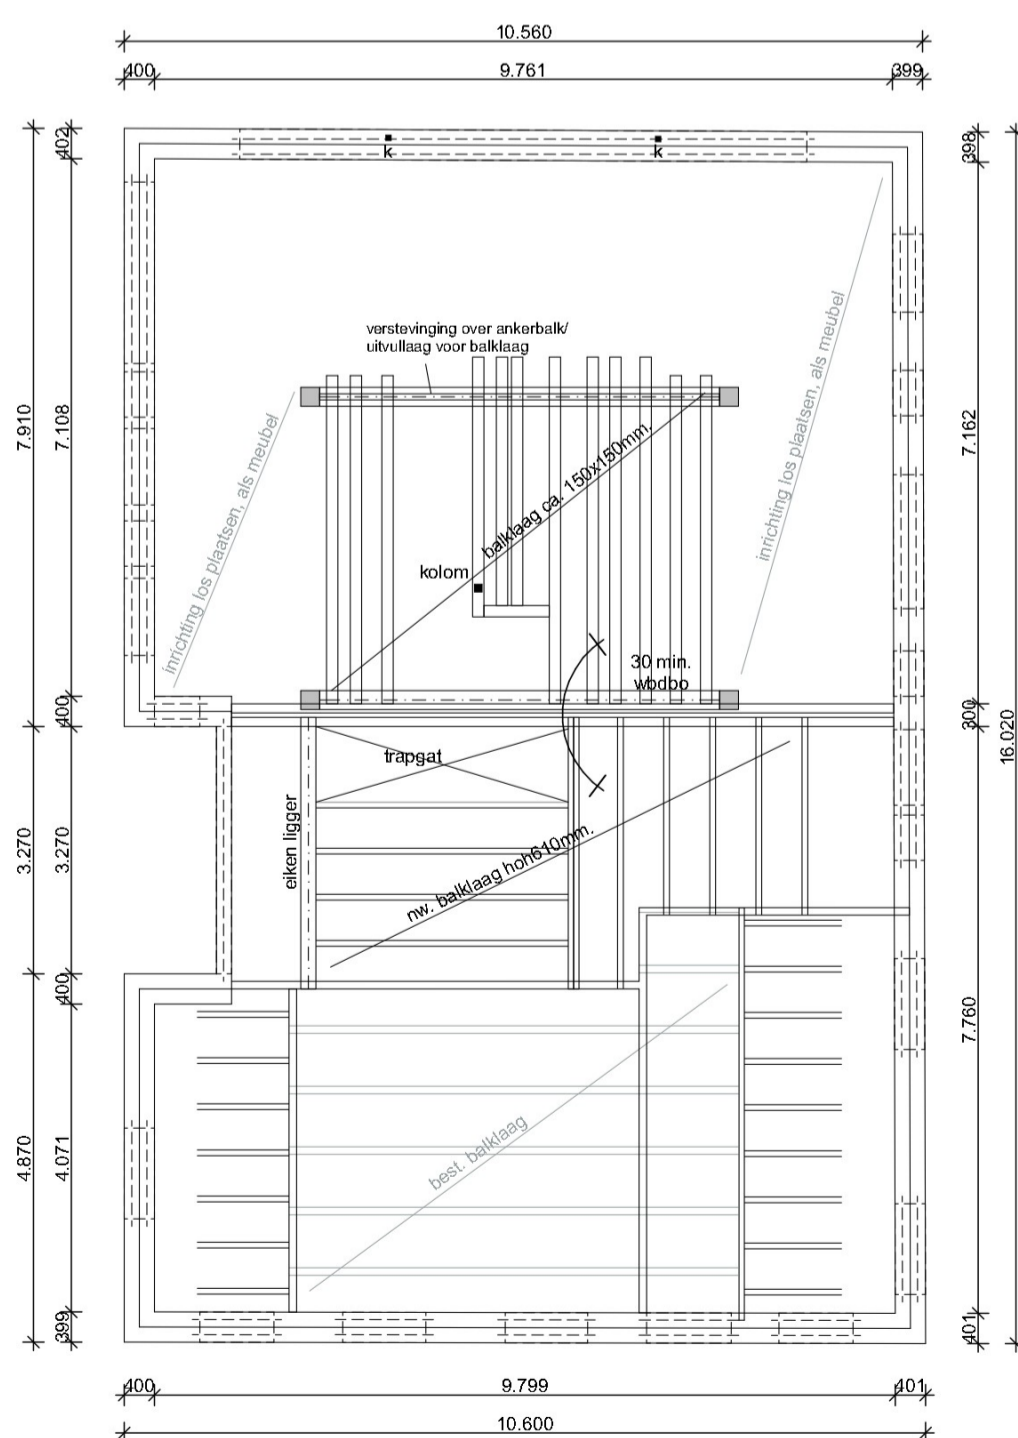 10.560
400
9.761
399
402
398
k
k
7.910
7.108
verstevinging over ankerbalk/
uitvullaag voor balklaag
inrichting los plaatsen, als meubel
inrichting los plaatsen, als meubel
7.162
balklaag ca. 150x150mm.
kolom
30 min.
wbdbo
400
300
16.020
trapgat
eiken ligger
3.270
3.270
nw. balklaag hoh610mm.
400
7.760
4.870
4.071
best. balklaag
399
401
400
9.799
401
10.600